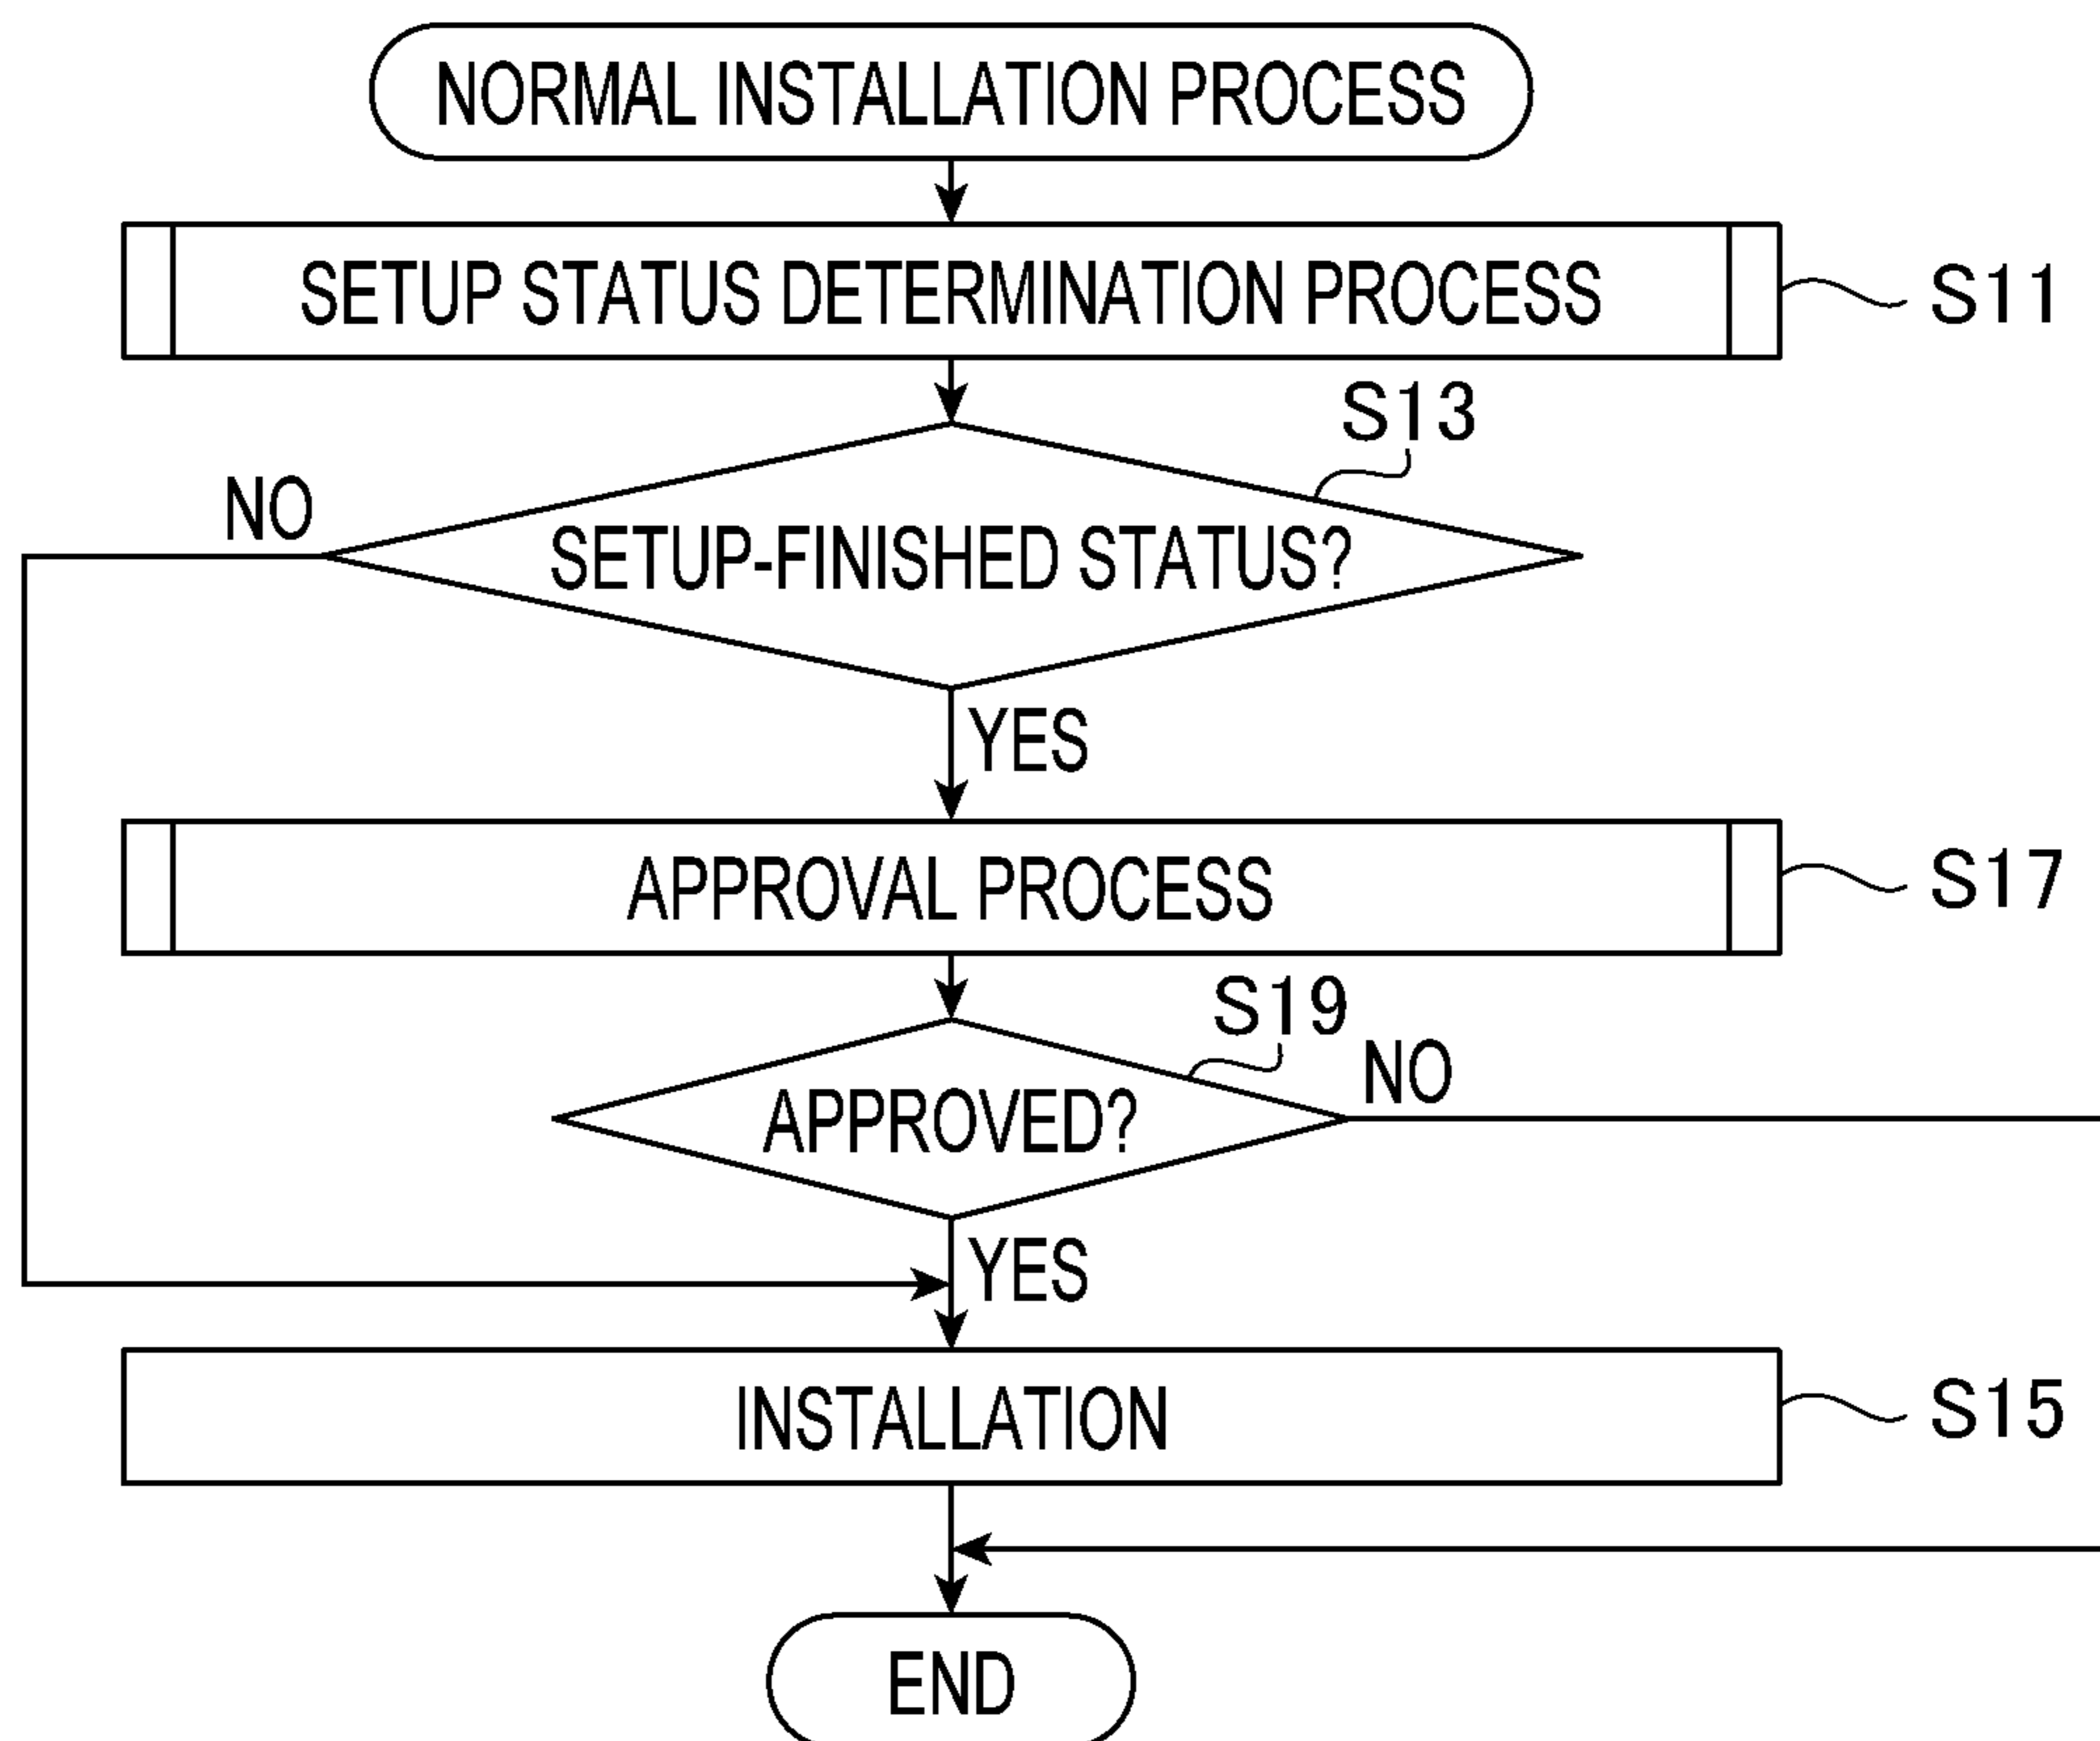 NORMAL INSTALLATION PROCESS
SETUP STATUS DETERMINATION PROCESS
S11
S13
NO
SETUP-FINISHED STATUS?
YES
APPROVAL PROCESS
S17
S19
NO
APPROVED?
YES
INSTALLATION
S15
END